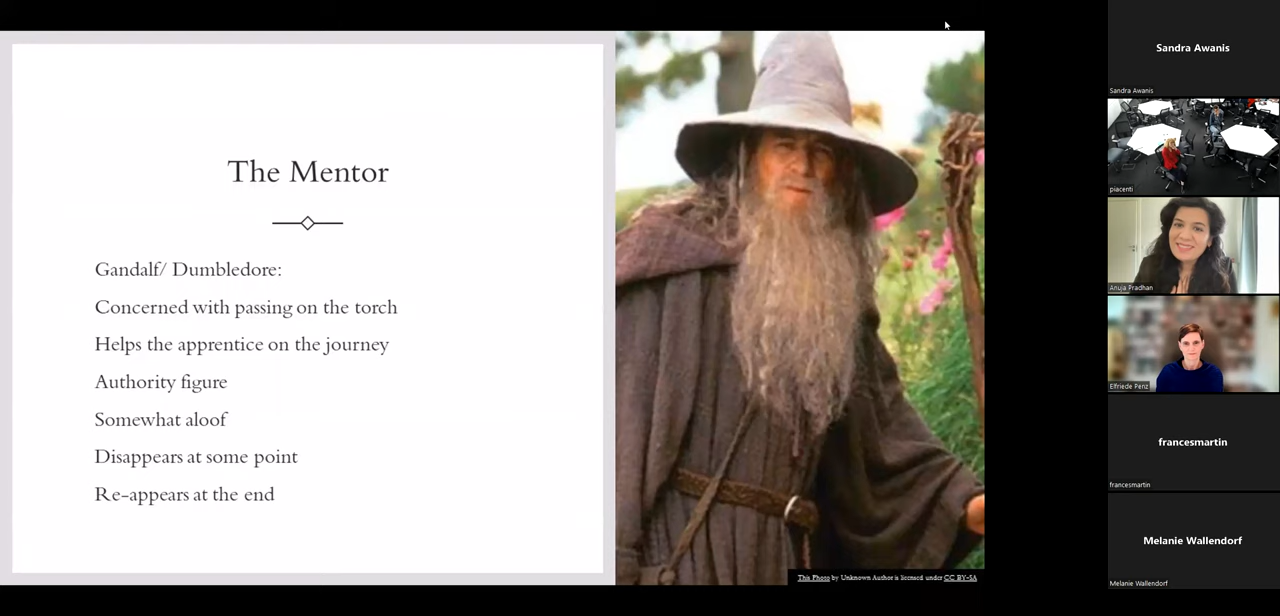 The Mentor
Gandalf/ Dumbledore:
Concerned with passing on the torch
Helps the apprentice on the journey
Authority figure
Somewhat aloof
Disappears at some point
Re-appears at the end
This Photo by Unknown Author is licensed under CC BY-SA
Sandra Awanis
Sandra Awanis
piacenti
Anuja Pradhan
Elfriede Penz
francesmartin
francesmartin
Melanie Wallendorf
Melanie Wallendorf